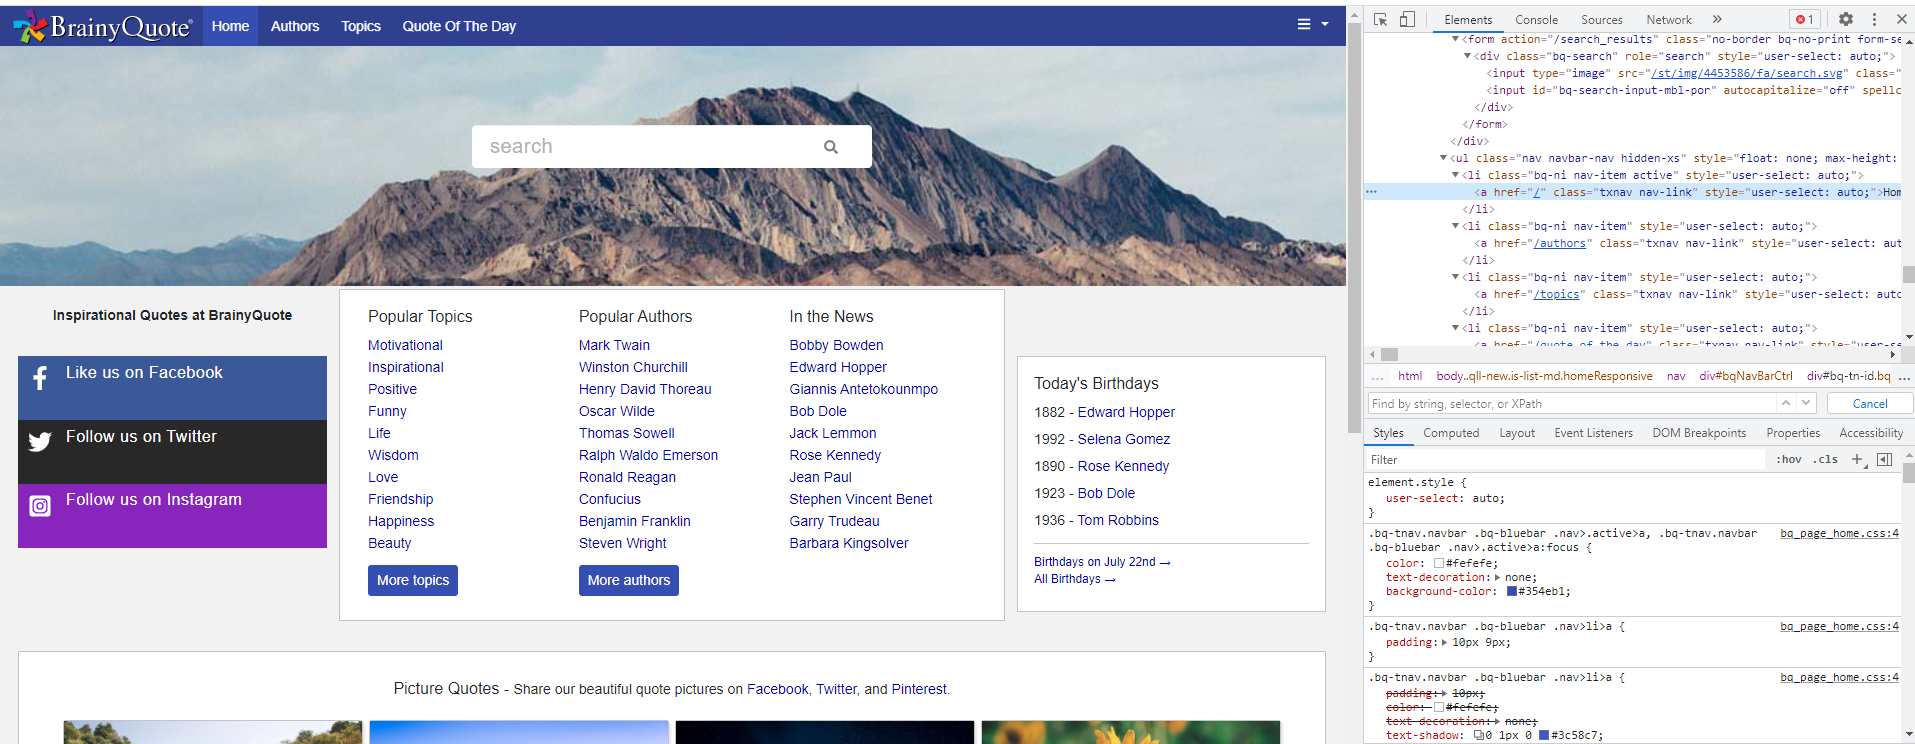 BrainyQuote®
Home Authors Topics Quote Of The Day
search
Inspirational Quotes at BrainyQuote
Like us on Facebook
Follow us on Twitter
Follow us on Instagram
Popular Topics
Motivational
Inspirational
Positive
Funny
Life
Wisdom
Love
Friendship
Happiness
Beauty
More topics
Popular Authors
Mark Twain
Winston Churchill
Henry David Thoreau
Oscar Wilde
Thomas Sowell
Ralph Waldo Emerson
Ronald Reagan
Confucius
Benjamin Franklin
Steven Wright
More authors
In the News
Bobby Bowden
Edward Hopper
Giannis Antetokounmpo
Bob Dole
Jack Lemmon
Rose Kennedy
Jean Paul
Stephen Vincent Benet
Garry Trudeau
Barbara Kingsolver
Today's Birthdays
1882 - Edward Hopper
1992 - Selena Gomez
1890 - Rose Kennedy
1923 - Bob Dole
1936 - Tom Robbins
Birthdays on July 22nd →
All Birthdays →
Picture Quotes - Share our beautiful quote pictures on Facebook, Twitter, and Pinterest.
Elements Console Sources Network » 1
<form action="/search_results" class="no-border bq-no-print form-se
<div class="bq-search" role="search" style="user-select: auto;">
<input type="image" src="/st/img/4453586/fa/search.svg" class=
<input id="bq-search-input-mbl-por" autocapitalize="off" spellc
</div>
</form>
</div>
<ul class="nav navbar-nav hidden-xs" style="float: none; max-height:
<li class="bq-ni nav-item active" style="user-select: auto;">
<a href="/" class="txnav nav-link" style="user-select: auto;">Hom
</li>
<li class="bq-ni nav-item" style="user-select: auto;">
<a href="/authors" class="txnav nav-link" style="user-select: aut
</li>
<li class="bq-ni nav-item" style="user-select: auto;">
<a href="/topics" class="txnav nav-link" style="user-select: auto
</li>
<li class="bq-ni nav-item" style="user-select: auto;">
<a href="/quote of the day" class="txnav nav-link" style="user-se
... html body..qll-new.is-list-md.homeResponsive nav div#bqNavBarCtrl div#bq-tn-id.bq ...
Find by string, selector, or XPath Cancel
Styles Computed Layout Event Listeners DOM Breakpoints Properties Accessibility
Filter :hov .cls +
element.style {
user-select: auto;
}
.bq-tnav.navbar .bq-bluebar .nav>.active>a, .bq-tnav.navbar bq_page_home.css:4
.bq-bluebar .nav>.active>a:focus {
color: #fefefe;
text-decoration: none;
background-color: #354eb1;
}
.bq-tnav.navbar .bq-bluebar .nav>li>a { bq_page_home.css:4
padding: 10px 9px;
}
.bq-tnav.navbar .bq-bluebar .nav>li>a { bq_page_home.css:4
padding: 10px;
color: #fefefe;
text-decoration: none;
text-shadow: 0 1px 0 #3c58c7;